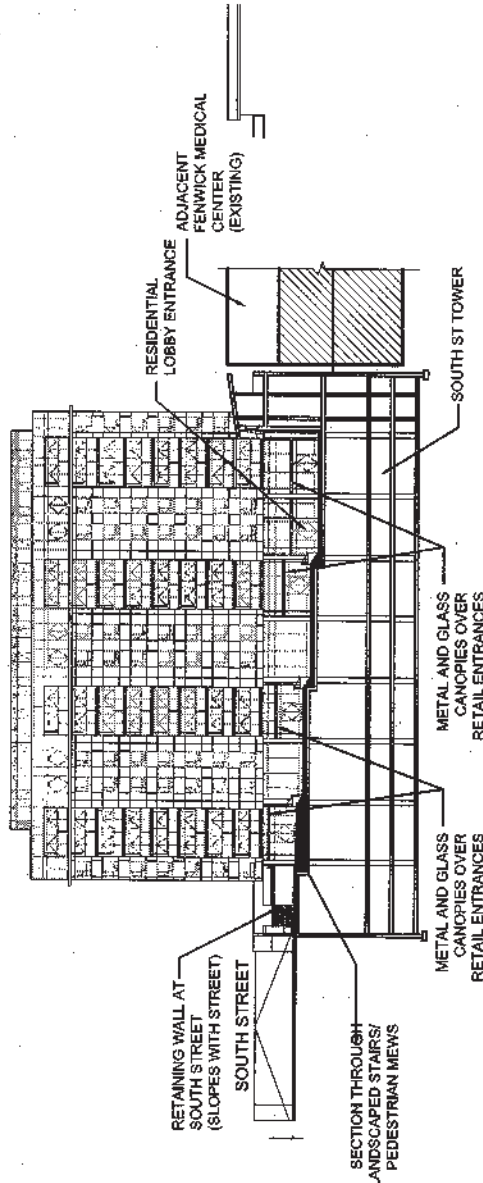 ADJACENT
FENWICK MEDICAL
CENTER
(EXISTING)
RESIDENTIAL
LOBBY ENTRANCE
RETAINING WALL AT
SOUTH STREET
(SLOPES WITH STREET)
SOUTH STREET
SECTION THROUGH
ANDSCAPED STAIRS/
PEDESTRIAN MEWS
METAL AND GLASS
CANOPIES OVER
RETAIL ENTRANCES
METAL AND GLASS
CANOPIES OVER
RETAIL ENTRANCES
SOUTH ST TOWER